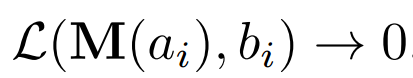 ℒ(𝐌(aᵢ), bᵢ) → 0.